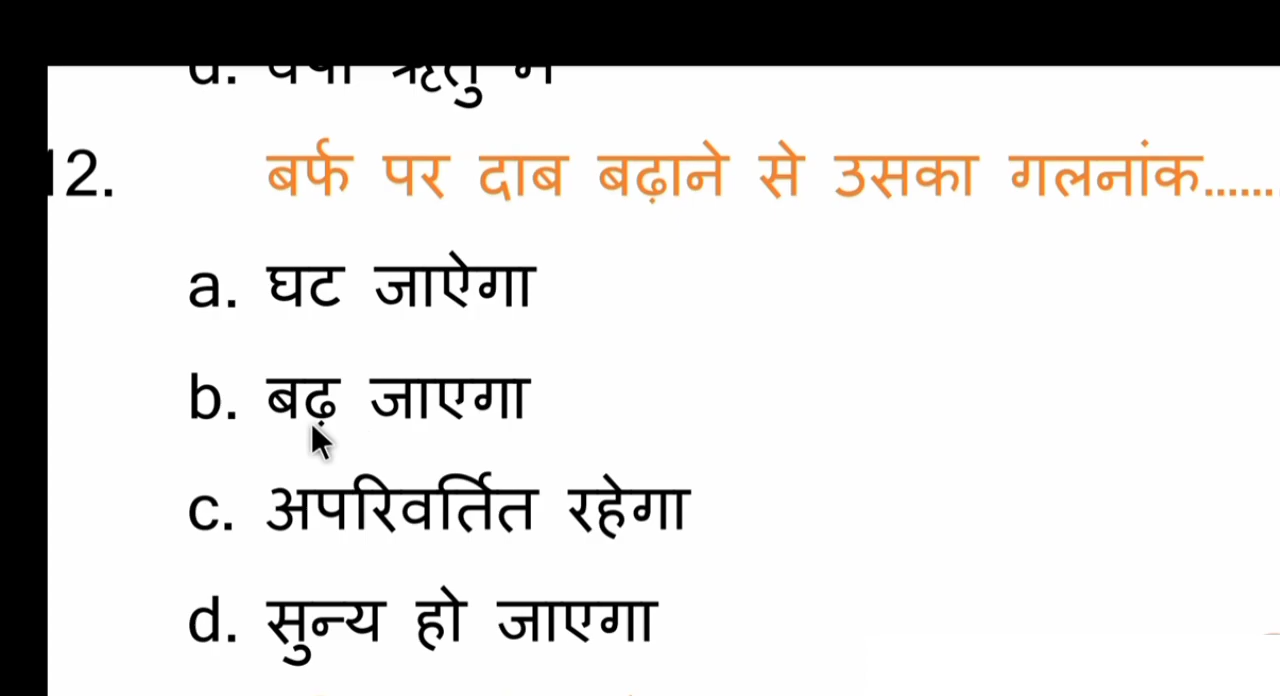 12. बर्फ पर दाब बढ़ाने से उसका गलनांक......
a. घट जाऐगा
b. बढ़ जाएगा
c. अपरिवर्तित रहेगा
d. सुन्य हो जाएगा